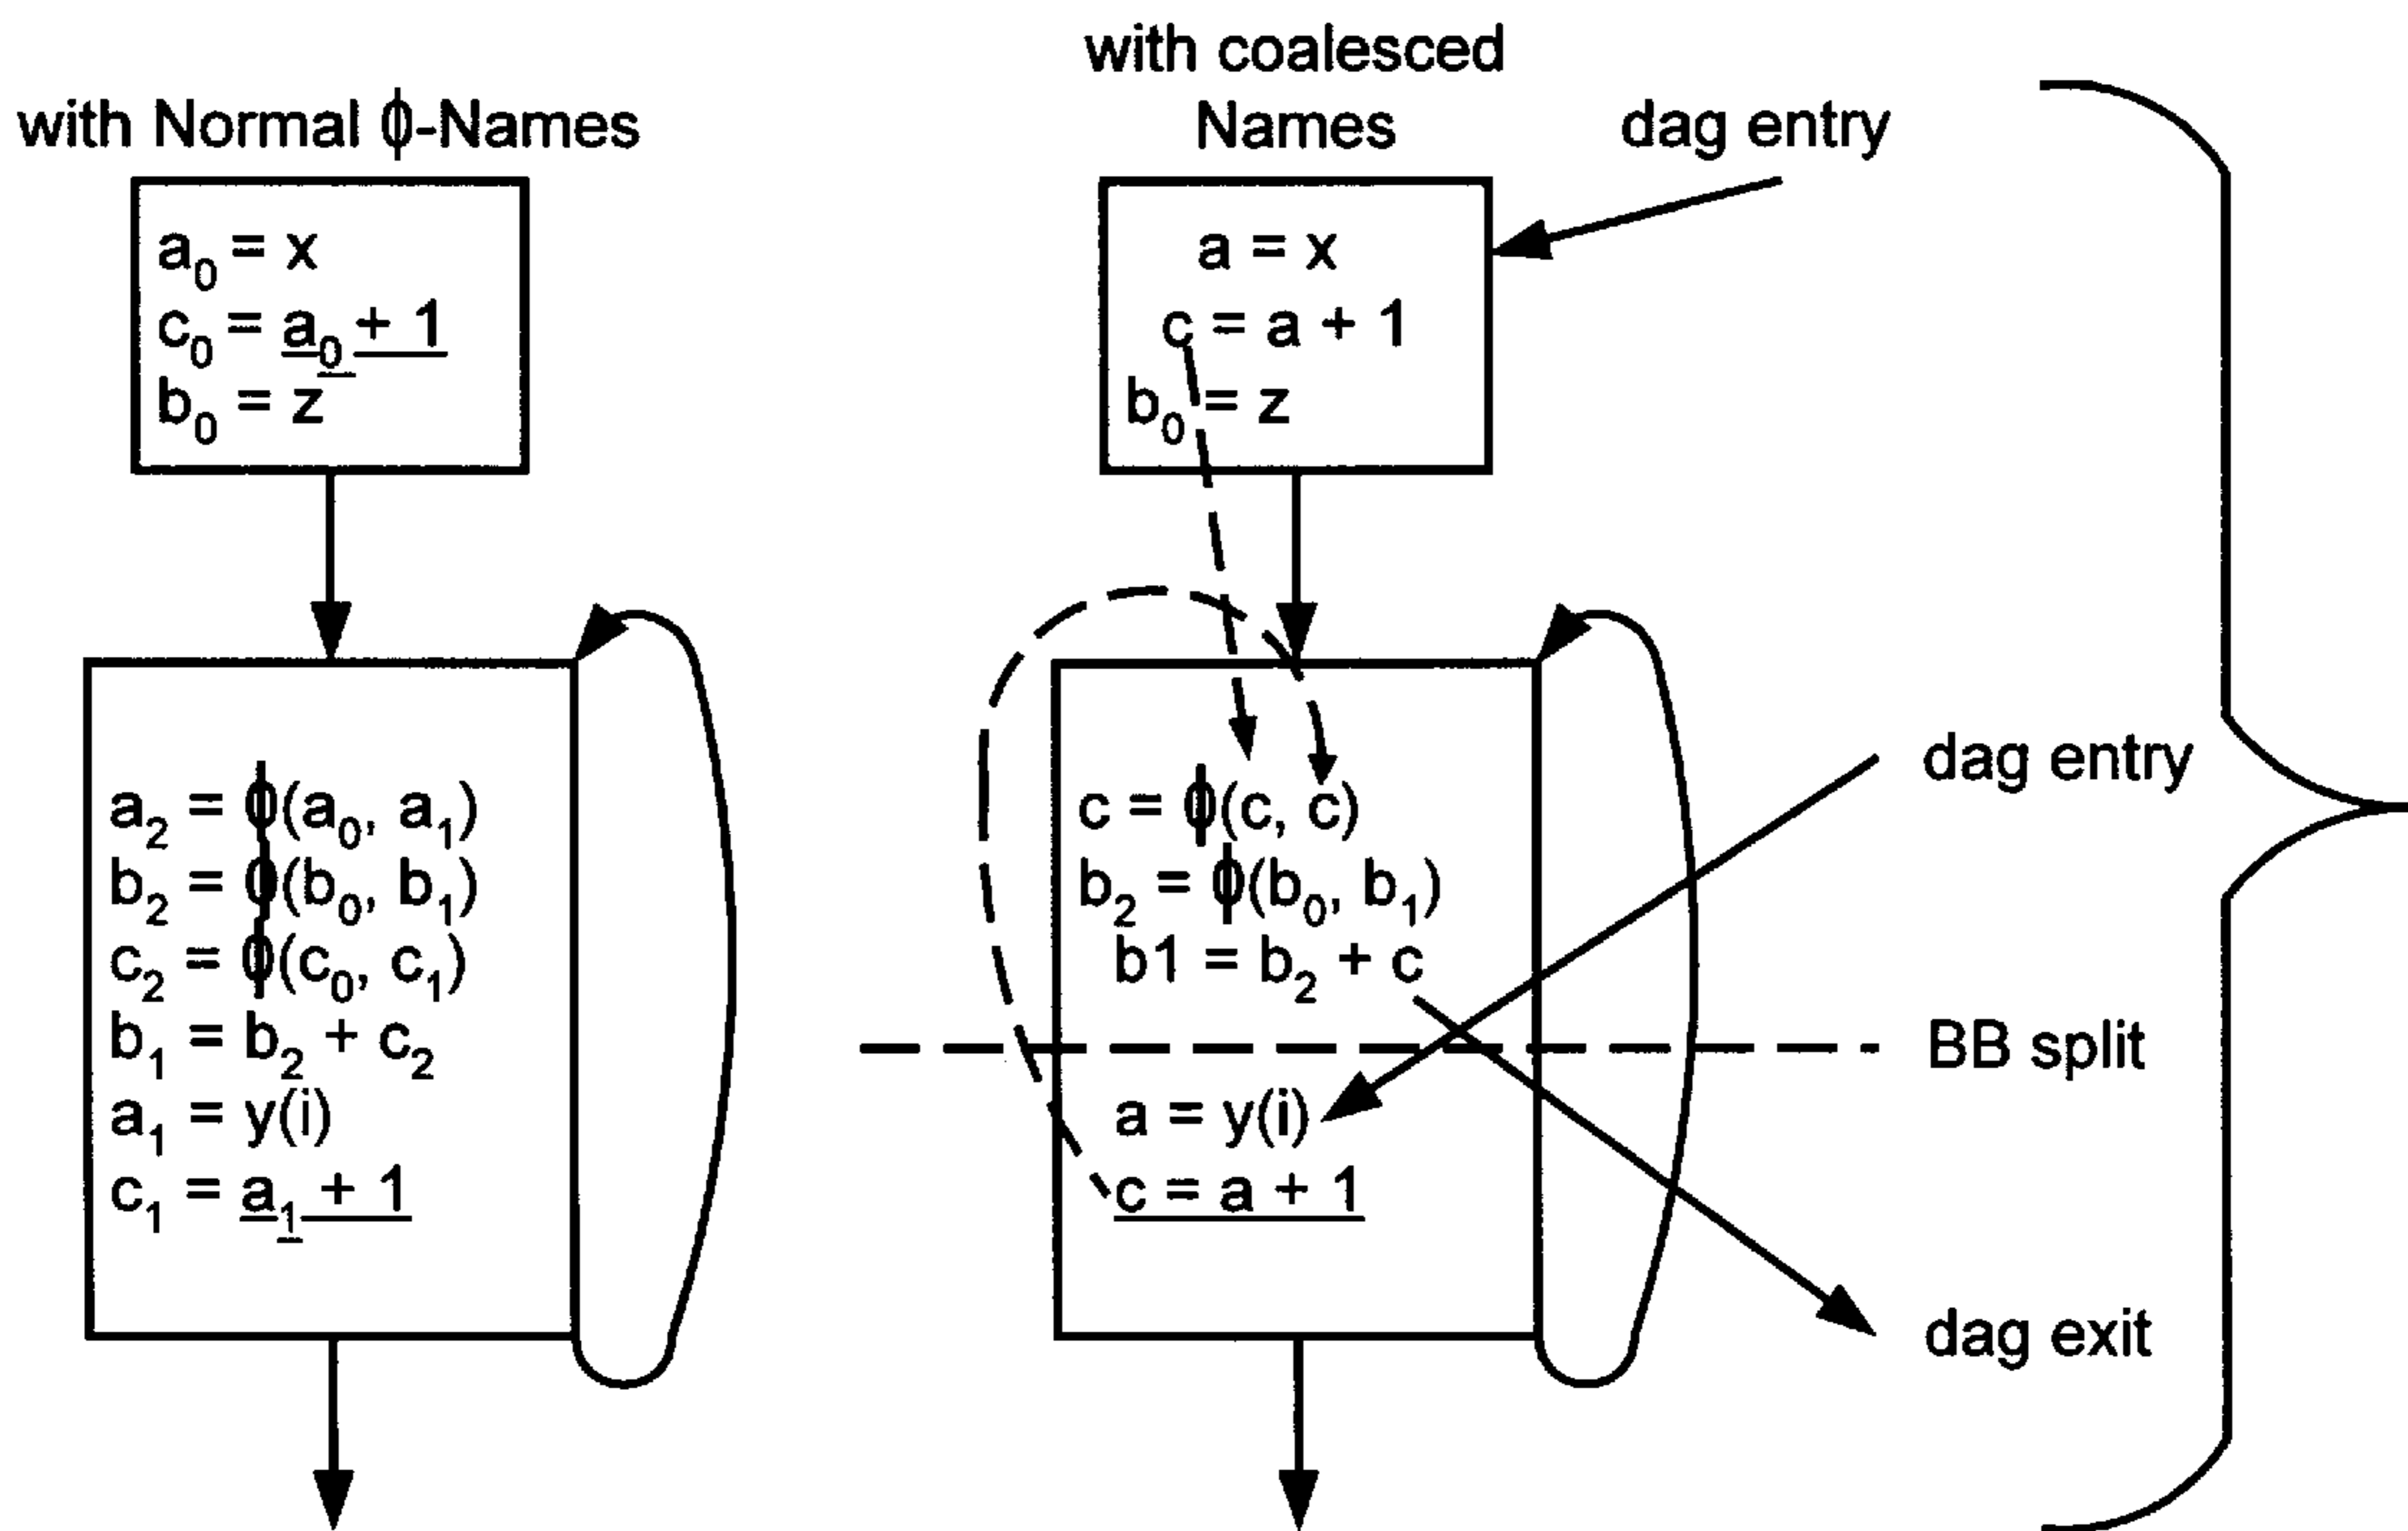 with Normal ϕ-Names
a₀ = x
c₀ = a₀ + 1
b₀ = z
a₂ = ϕ(a₀, a₁)
b₂ = ϕ(b₀, b₁)
c₂ = ϕ(c₀, c₁)
b₁ = b₂ + c₂
a₁ = y(i)
c₁ = a₁ + 1
with coalesced
Names
a = x
c = a + 1
b₀ = z
c = ϕ(c, c)
b₂ = ϕ(b₀, b₁)
b1 = b₂ + c
a = y(i)
c = a + 1
dag entry
dag entry
BB split
dag exit